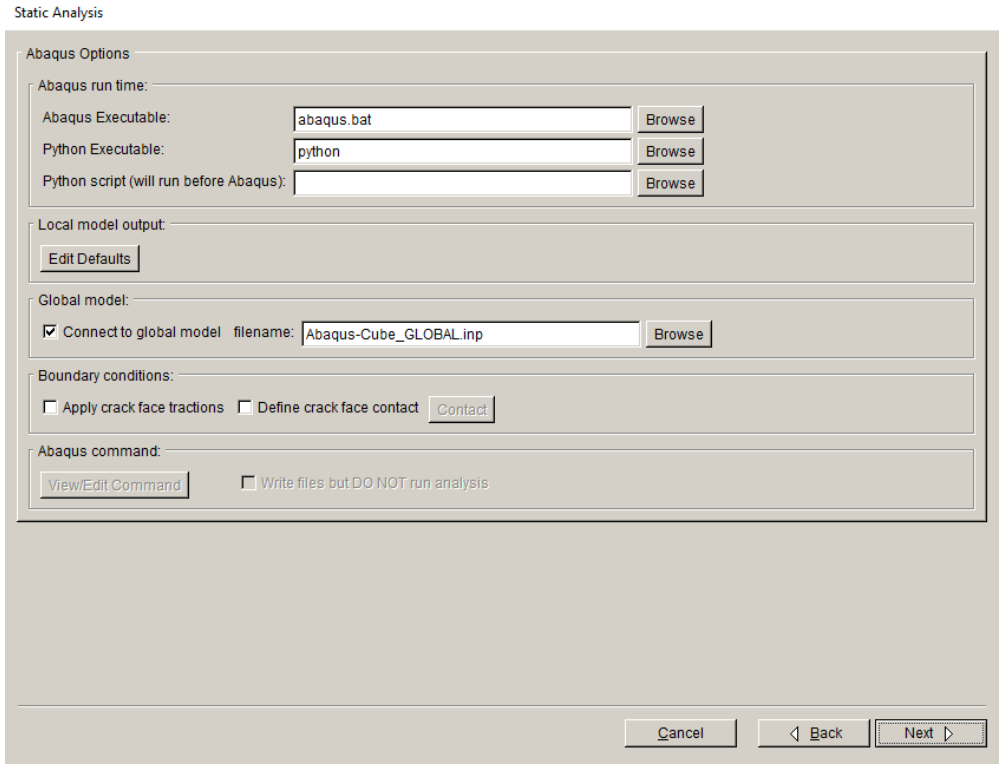 Static Analysis
Abaqus Options
Abaqus run time:
Abaqus Executable: abaqus.bat Browse
Python Executable: python Browse
Python script (will run before Abaqus): Browse
Local model output:
Edit Defaults
Global model:
Connect to global model filename: Abaqus-Cube_GLOBAL.inp Browse
Boundary conditions:
Apply crack face tractions Define crack face contact Contact
Abaqus command:
View/Edit Command Write files but DO NOT run analysis
Cancel Back Next